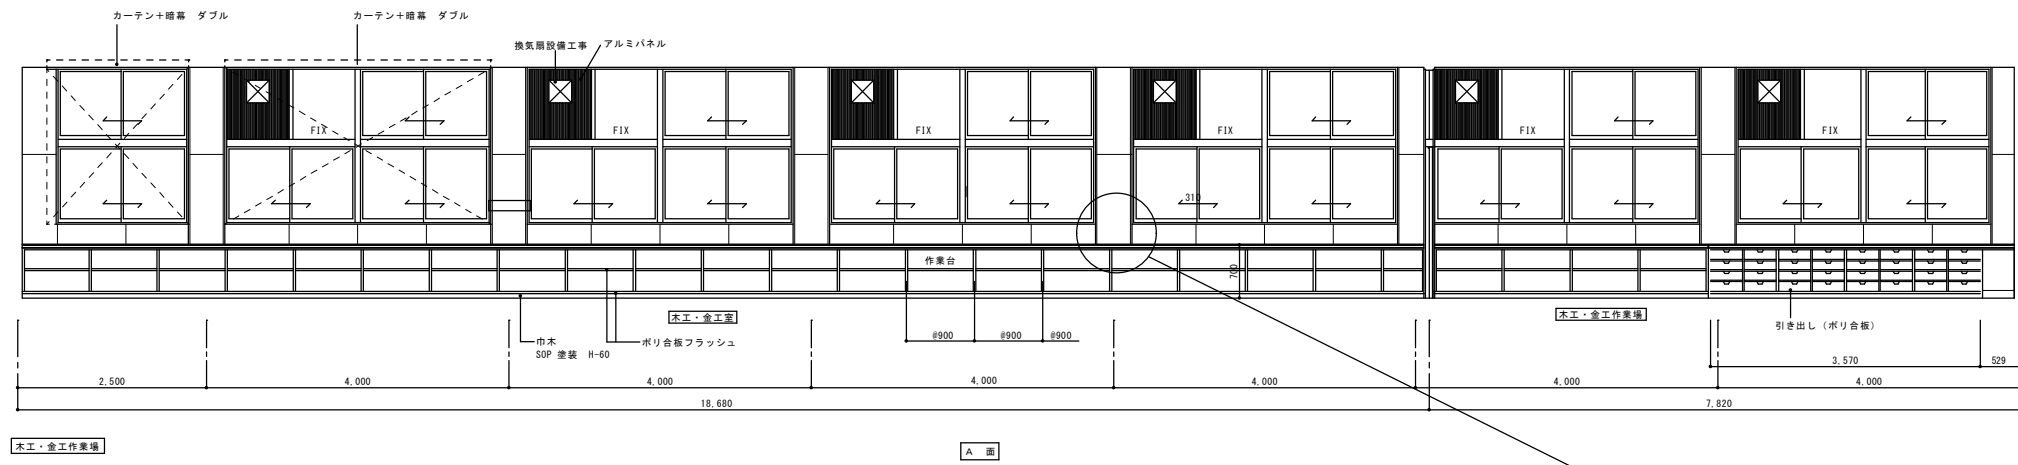 カーテン＋暗幕　ダブル
カーテン＋暗幕　ダブル
換気扇設備工事
アルミパネル
FIX
FIX
FIX
FIX
FIX
FIX
310
作業台
700
木工・金工室
木工・金工作業場
巾木
SOP 塗装　H-60
ポリ合板フラッシュ
@900
@900
@900
引き出し（ポリ合板）
3,570
529
2,500
4,000
4,000
4,000
4,000
4,000
4,000
18,680
7,820
木工・金工作業場
A　面